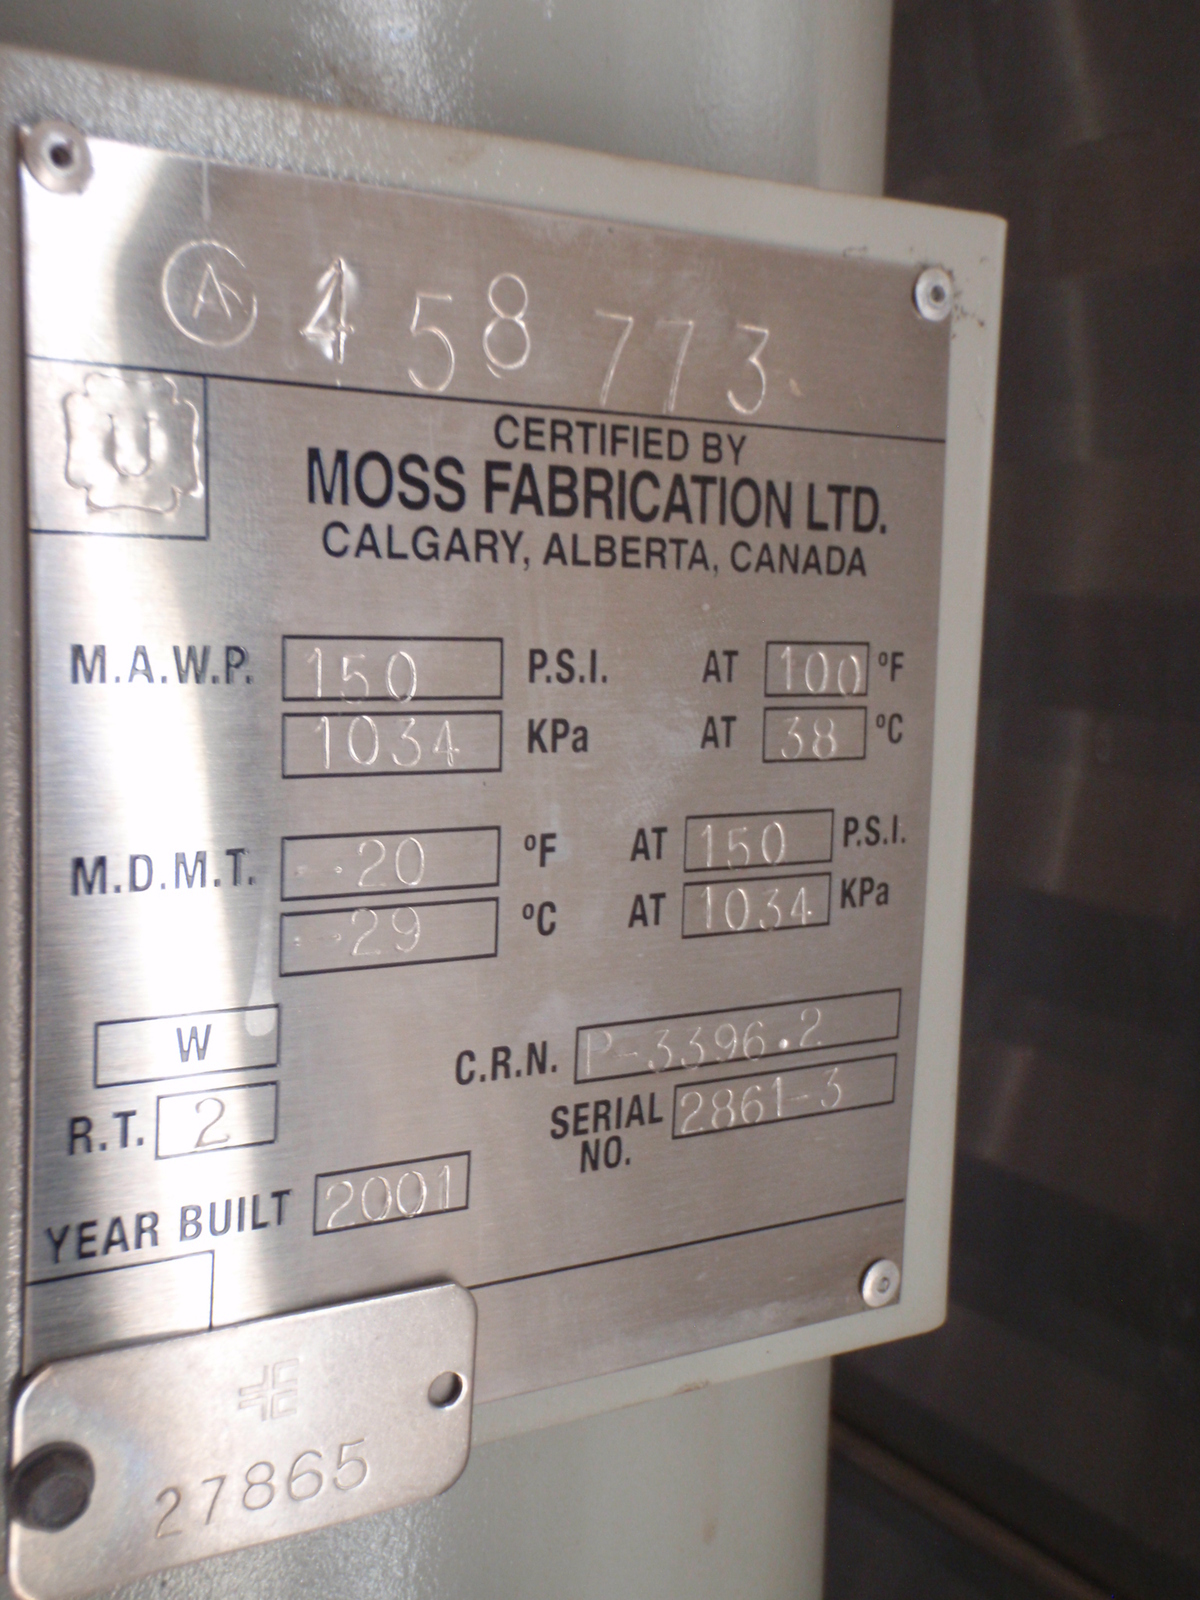 A 458 773
U
CERTIFIED BY
MOSS FABRICATION LTD.
CALGARY, ALBERTA, CANADA
M.A.W.P. 150 P.S.I. AT 100 °F
1034 KPa AT 38 °C
M.D.M.T. -20 °F AT 150 P.S.I.
-29 °C AT 1034 KPa
W
C.R.N. P-3396.2
R.T. 2
SERIAL NO. 2861-3
YEAR BUILT 2001
27865